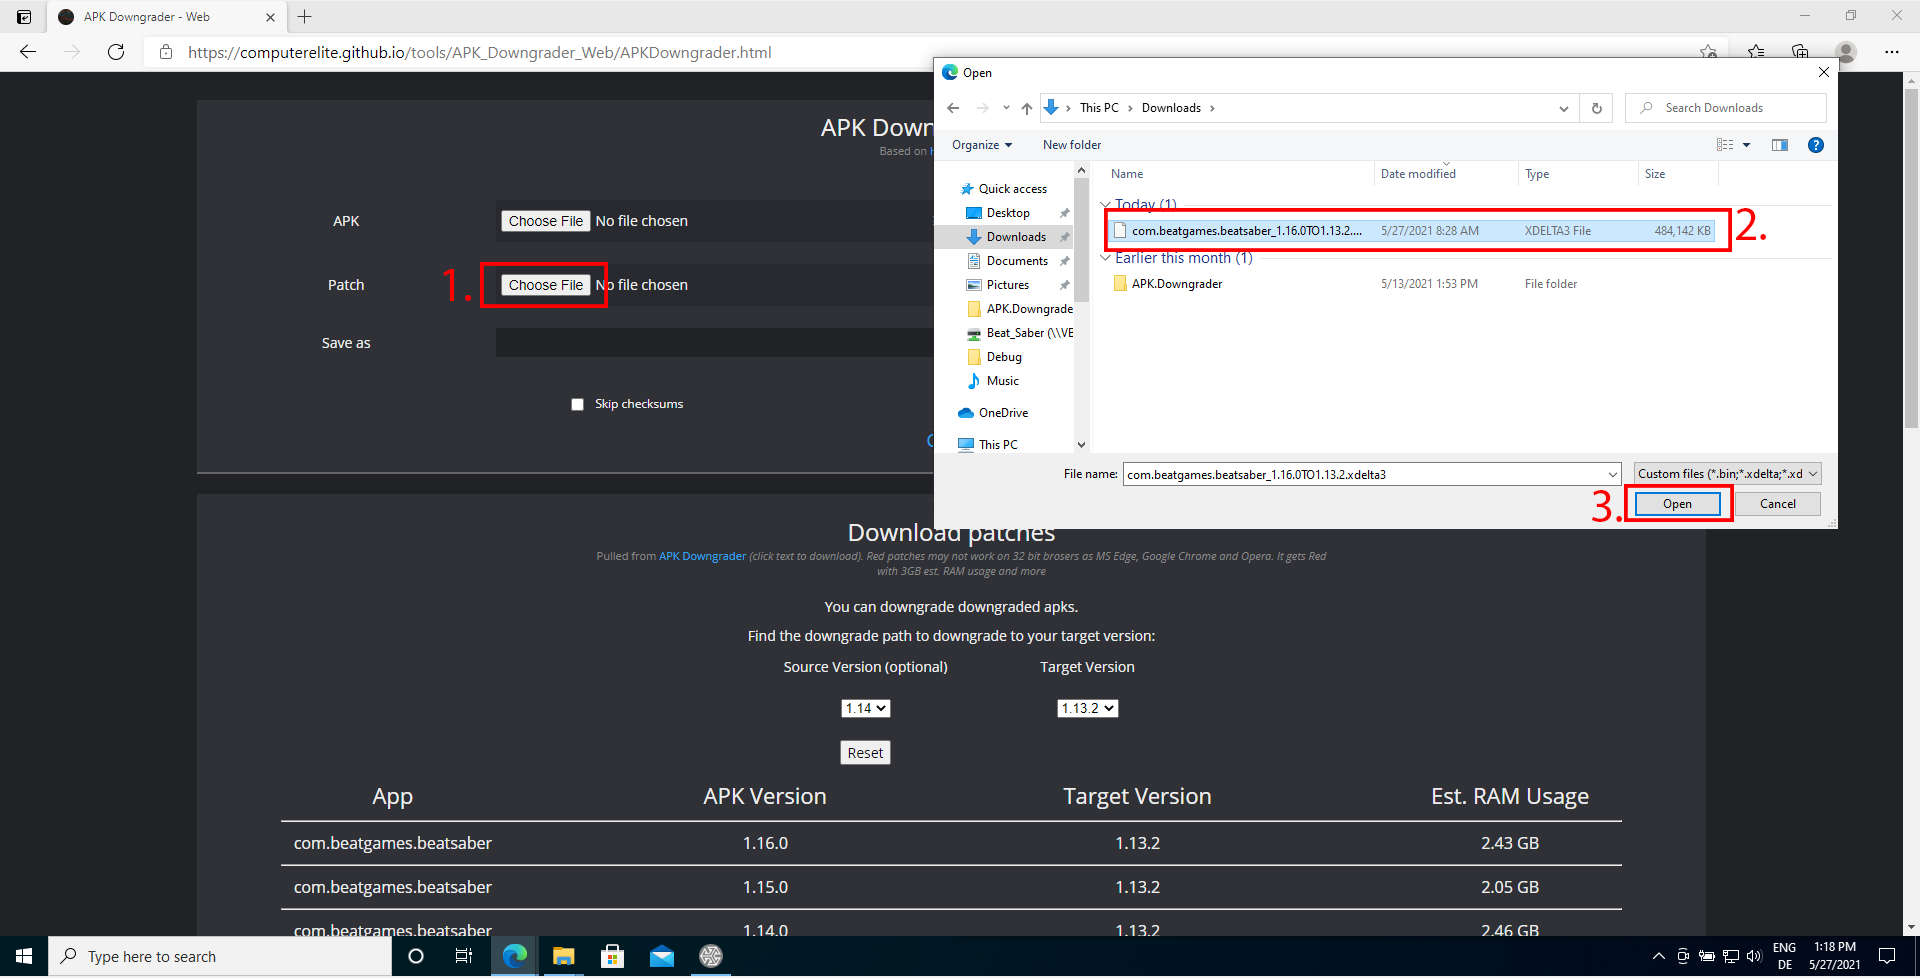 APK Downgrader - Web
https://computerelite.github.io/tools/APK_Downgrader_Web/APKDowngrader.html
Open
This PC
Downloads
Search Downloads
Organize
New folder
Name
Date modified
Type
Size
Quick access
Desktop
Downloads
Documents
Pictures
APK.Downgrade
Beat_Saber (\\VE
Debug
Music
OneDrive
This PC
Today (1)
com.beatgames.beatsaber_1.16.0TO1.13.2....
5/27/2021 8:28 AM
XDELTA3 File
484,142 KB
2.
Earlier this month (1)
APK.Downgrader
5/13/2021 1:53 PM
File folder
File name:
com.beatgames.beatsaber_1.16.0TO1.13.2.xdelta3
Custom files (*.bin;*.xdelta;*.xd
3.
Open
Cancel
APK Down
Based on
APK
Choose File
No file chosen
1.
Patch
Choose File
No file chosen
Save as
Skip checksums
Download patches
Pulled from APK Downgrader (click text to download). Red patches may not work on 32 bit brosers as MS Edge, Google Chrome and Opera. It gets Red
with 3GB est. RAM usage and more
You can downgrade downgraded apks.
Find the downgrade path to downgrade to your target version:
Source Version (optional)
Target Version
1.14
1.13.2
Reset
App
APK Version
Target Version
Est. RAM Usage
com.beatgames.beatsaber
1.16.0
1.13.2
2.43 GB
com.beatgames.beatsaber
1.15.0
1.13.2
2.05 GB
com.beatgames.beatsaber
1.14.0
1.13.2
2.46 GB
Type here to search
ENG
DE
1:18 PM
5/27/2021